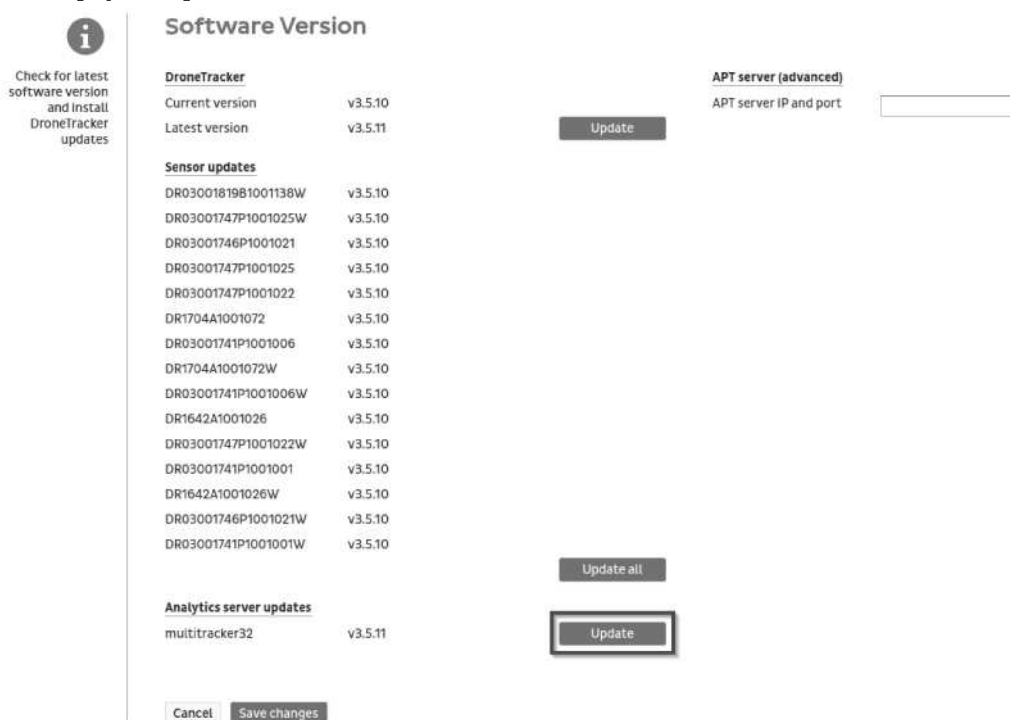 i
Check for latest
software version
and install
DroneTracker
updates
Software Version
DroneTracker
Current version v3.5.10
Latest version v3.5.11 Update
APT server (advanced)
APT server IP and port
Sensor updates
DR03001819B1001138W v3.5.10
DR03001747P1001025W v3.5.10
DR03001746P1001021 v3.5.10
DR03001747P1001025 v3.5.10
DR03001747P1001022 v3.5.10
DR1704A1001072 v3.5.10
DR03001741P1001006 v3.5.10
DR1704A1001072W v3.5.10
DR03001741P1001006W v3.5.10
DR1642A1001026 v3.5.10
DR03001747P1001022W v3.5.10
DR03001741P1001001 v3.5.10
DR1642A1001026W v3.5.10
DR03001746P1001021W v3.5.10
DR03001741P1001001W v3.5.10
Update all
Analytics server updates
multitracker32 v3.5.11 Update
Cancel Save changes